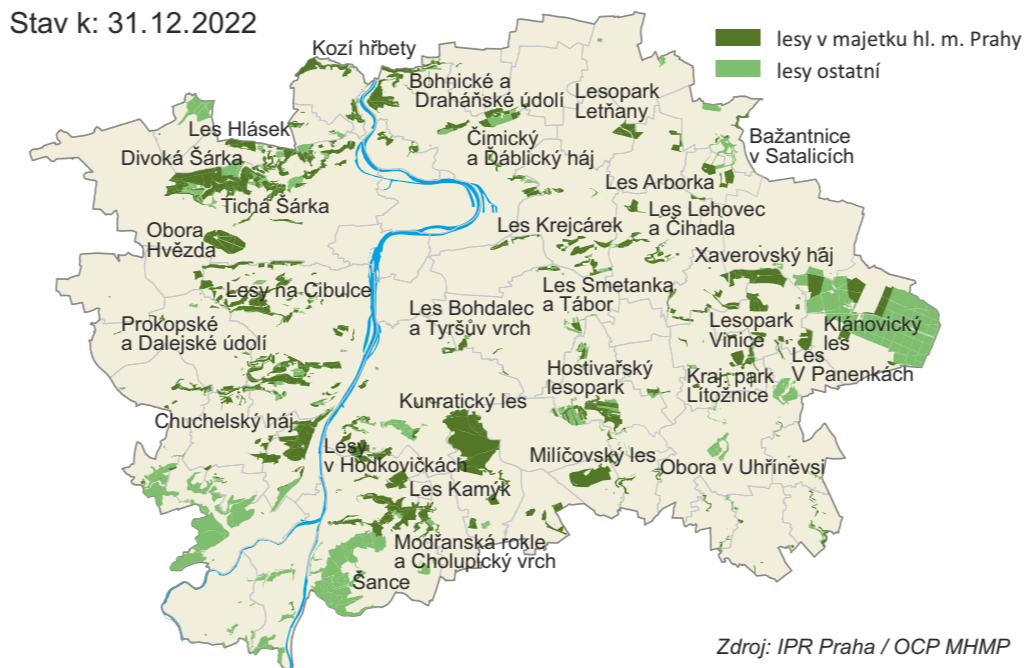 Stav k: 31.12.2022
lesy v majetku hl. m. Prahy
lesy ostatní
Kozí hřbety
Bohnické a
Draháňské údolí
Lesopark
Letňany
Les Hlásek
Čimický
a Ďáblický háj
Bažantnice
v Satalicích
Divoká Šárka
Tichá Šárka
Les Arborka
Les Lehovec
a Čihadla
Obora
Hvězda
Les Krejcárek
Xaverovský háj
Lesy na Cibulce
Les Smetanka
a Tábor
Les Bohdalec
a Tyršův vrch
Lesopark
Vinice
Klánovický
les
Prokopské
a Dalejské údolí
Les
V Panenkách
Hostivařský
lesopark
Kraj. park
Lítožnice
Kunratický les
Chuchelský háj
Lesy
v Hodkovičkách
Milíčovský les
Obora v Uhříněvsi
Les Kamýk
Modřanská rokle
a Cholupický vrch
Šance
Zdroj: IPR Praha / OCP MHMP